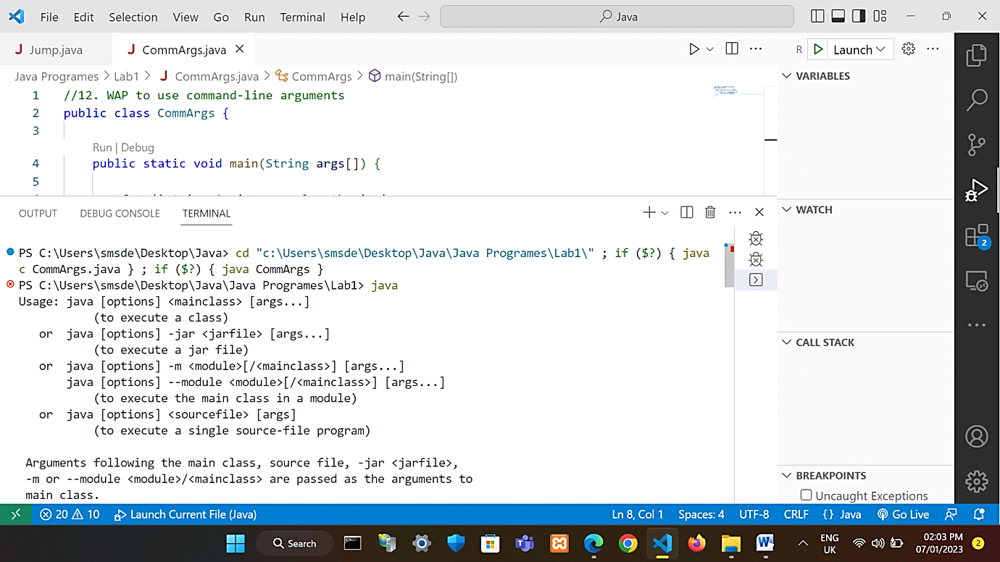 File Edit Selection View Go Run Terminal Help
Java
J Jump.java
J CommArgs.java
R Launch
Java Programes > Lab1 > J CommArgs.java > CommArgs > main(String[])
1 //12. WAP to use command-line arguments
2 public class CommArgs {
3
Run | Debug
4 public static void main(String args[]) {
5
OUTPUT DEBUG CONSOLE TERMINAL
PS C:\Users\smsde\Desktop\Java> cd "c:\Users\smsde\Desktop\Java\Java Programes\Lab1\" ; if ($?) { java
c CommArgs.java } ; if ($?) { java CommArgs }
PS C:\Users\smsde\Desktop\Java\Java Programes\Lab1> java
Usage: java [options] <mainclass> [args...]
(to execute a class)
or java [options] -jar <jarfile> [args...]
(to execute a jar file)
or java [options] -m <module>[/<mainclass>] [args...]
java [options] --module <module>[/<mainclass>] [args...]
(to execute the main class in a module)
or java [options] <sourcefile> [args]
(to execute a single source-file program)
Arguments following the main class, source file, -jar <jarfile>,
-m or --module <module>/<mainclass> are passed as the arguments to
main class.
VARIABLES
WATCH
CALL STACK
BREAKPOINTS
Uncaught Exceptions
2
20 10 Launch Current File (Java)
Ln 8, Col 1 Spaces: 4 UTF-8 CRLF {} Java Go Live
Search
W
ENG
UK
02:03 PM
07/01/2023
2